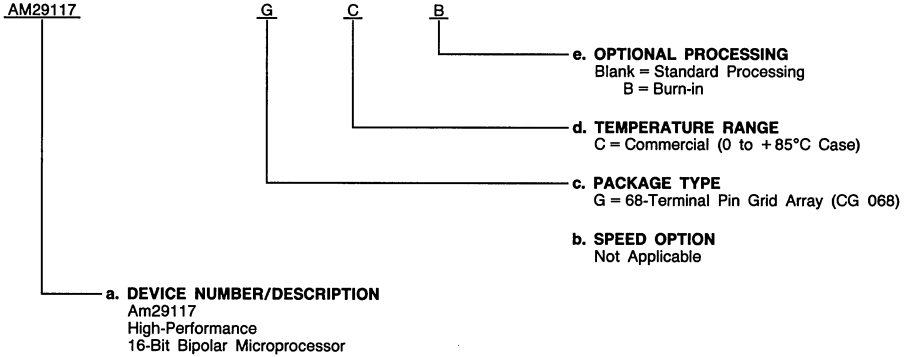 AM29117 G C B
e. OPTIONAL PROCESSING
Blank = Standard Processing
B = Burn-in
d. TEMPERATURE RANGE
C = Commercial (0 to +85°C Case)
c. PACKAGE TYPE
G = 68-Terminal Pin Grid Array (CG 068)
b. SPEED OPTION
Not Applicable
a. DEVICE NUMBER/DESCRIPTION
Am29117
High-Performance
16-Bit Bipolar Microprocessor